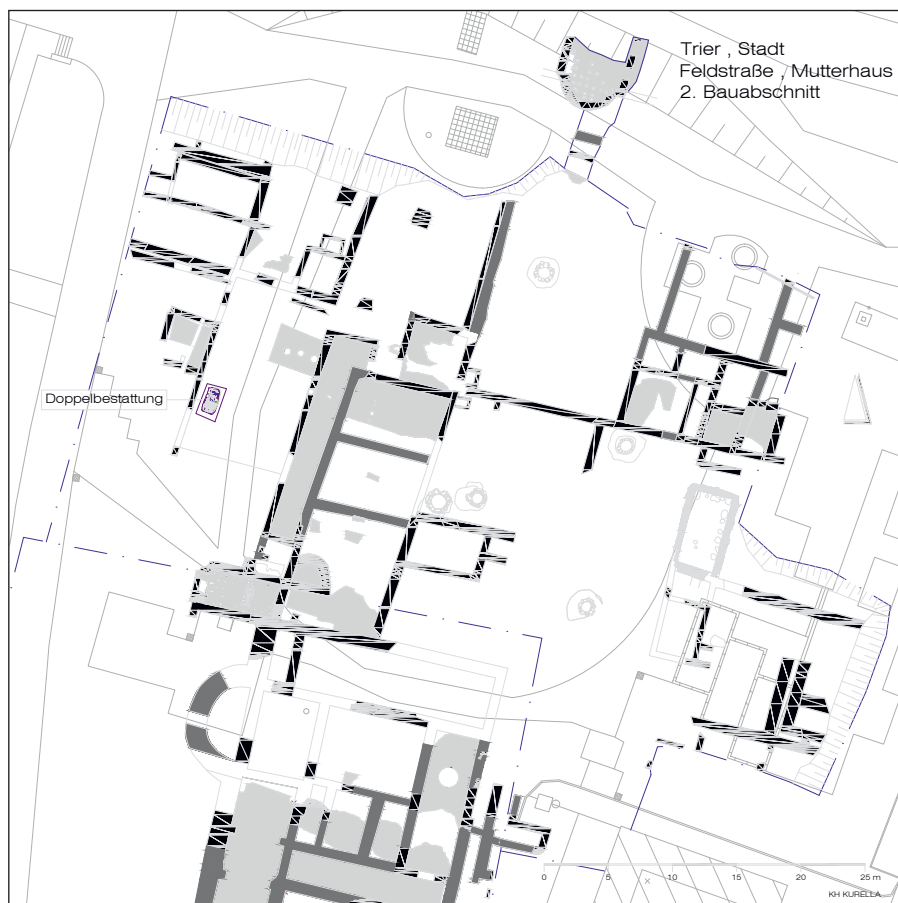 Trier , Stadt
Feldstraße , Mutterhaus
2. Bauabschnitt
Doppelbestattung
0 5 10 15 20 25 m
KH KURELLA